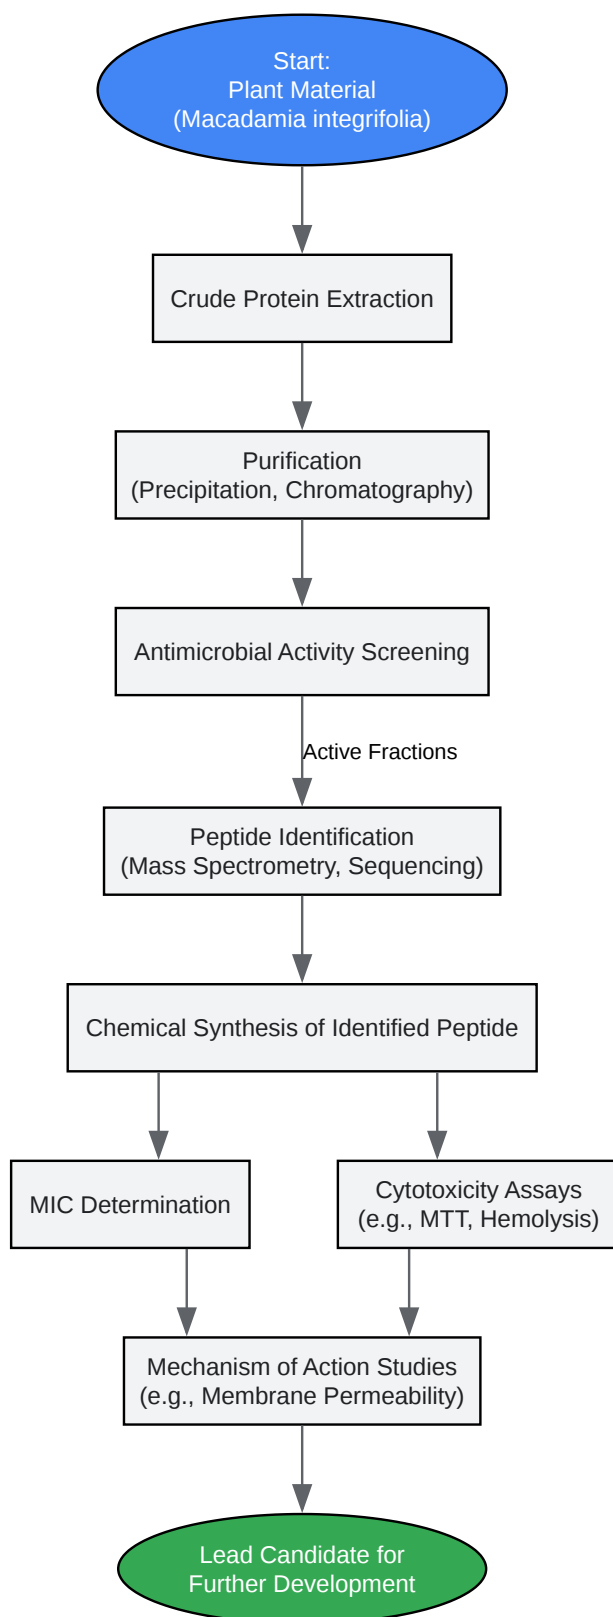 Start:
Plant Material
(Macadamia integrifolia)
Crude Protein Extraction
Purification
(Precipitation, Chromatography)
Antimicrobial Activity Screening
Active Fractions
Peptide Identification
(Mass Spectrometry, Sequencing)
Chemical Synthesis of Identified Peptide
MIC Determination
Cytotoxicity Assays
(e.g., MTT, Hemolysis)
Mechanism of Action Studies
(e.g., Membrane Permeability)
Lead Candidate for
Further Development